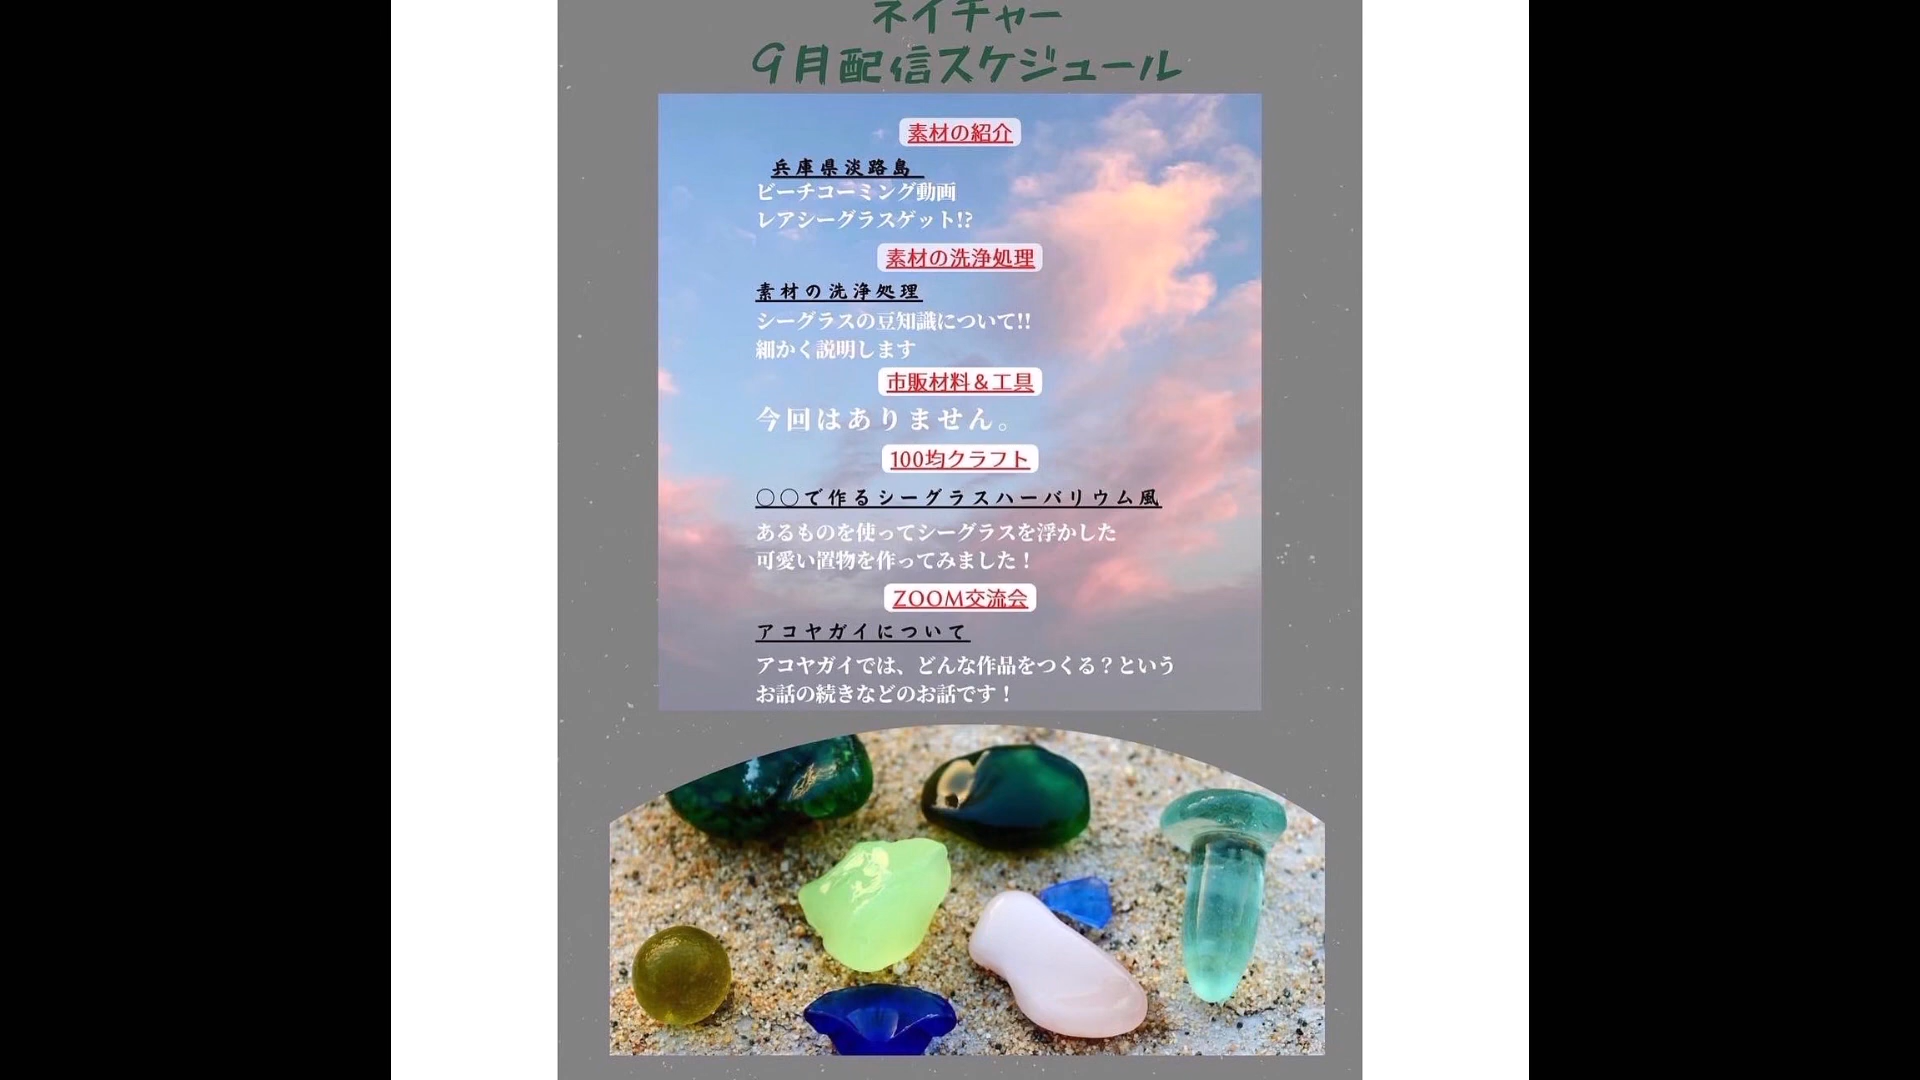 ネイチャー
9月配信スケジュール
素材の紹介
兵庫県淡路島
ビーチコーミング動画
レアシーグラスゲット!?
素材の洗浄処理
素材の洗浄処理
シーグラスの豆知識について!!
細かく説明します
市販材料＆工具
今回はありません。
100均クラフト
〇〇で作るシーグラスハーバリウム風
あるものを使ってシーグラスを浮かした
可愛い置物を作ってみました！
ZOOM交流会
アコヤガイについて
アコヤガイでは、どんな作品をつくる？という
お話の続きなどのお話です！